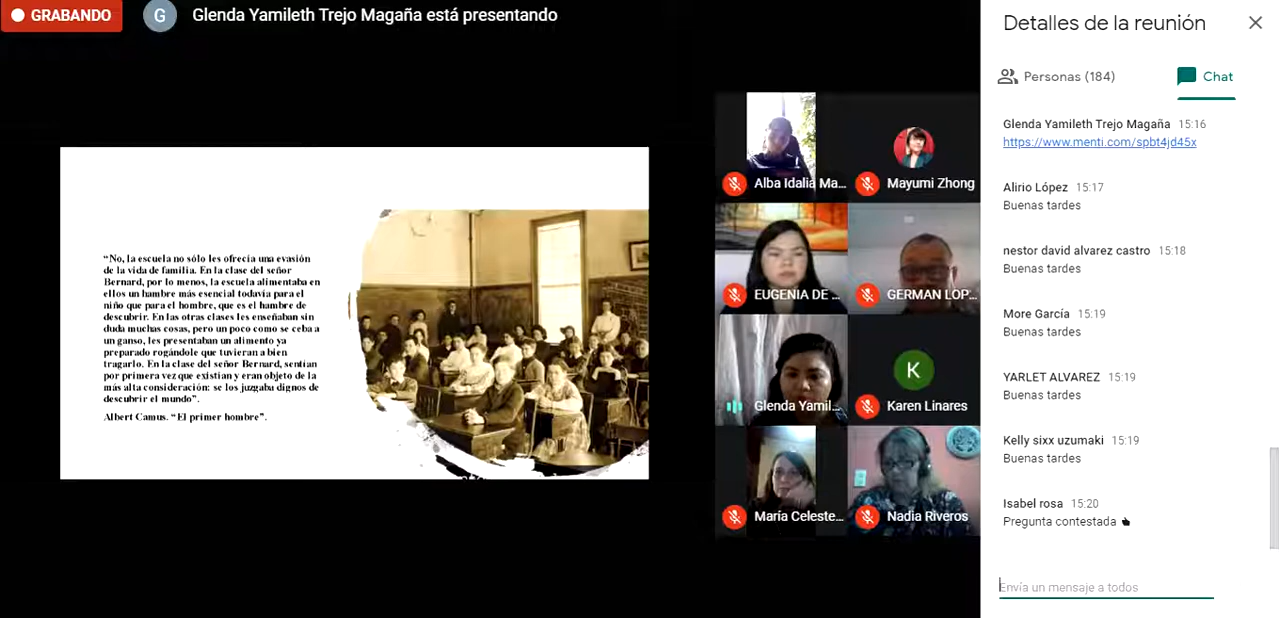 GRABANDO
G
Glenda Yamileth Trejo Magaña está presentando
“No, la escuela no sólo les ofrecía una evasión
de la vida de familia. En la clase del señor
Bernard, por lo menos, la escuela alimentaba en
ellos un hambre más esencial todavía para el
niño que para el hombre, que es el hambre de
descubrir. En las otras clases les enseñaban sin
duda muchas cosas, pero un poco como se ceba a
un ganso, les presentaban un alimento ya
preparado rogándole que tuvieran a bien
tragarlo. En la clase del señor Bernard, sentían
por primera vez que existían y eran objeto de la
más alta consideración: se los juzgaba dignos de
descubrir el mundo”.
Albert Camus. “El primer hombre”.
Alba Idalia Ma...
Mayumi Zhong
EUGENIA DE ...
GERMAN LOP...
Glenda Yamil...
K
Karen Linares
María Celeste...
Nadia Riveros
Detalles de la reunión
Personas (184)
Chat
Glenda Yamileth Trejo Magaña 15:16
https://www.menti.com/spbt4jd45x
Alirio López 15:17
Buenas tardes
nestor david alvarez castro 15:18
Buenas tardes
More García 15:19
Buenas tardes
YARLET ALVAREZ 15:19
Buenas tardes
Kelly sixx uzumaki 15:19
Buenas tardes
Isabel rosa 15:20
Pregunta contestada
Envía un mensaje a todos